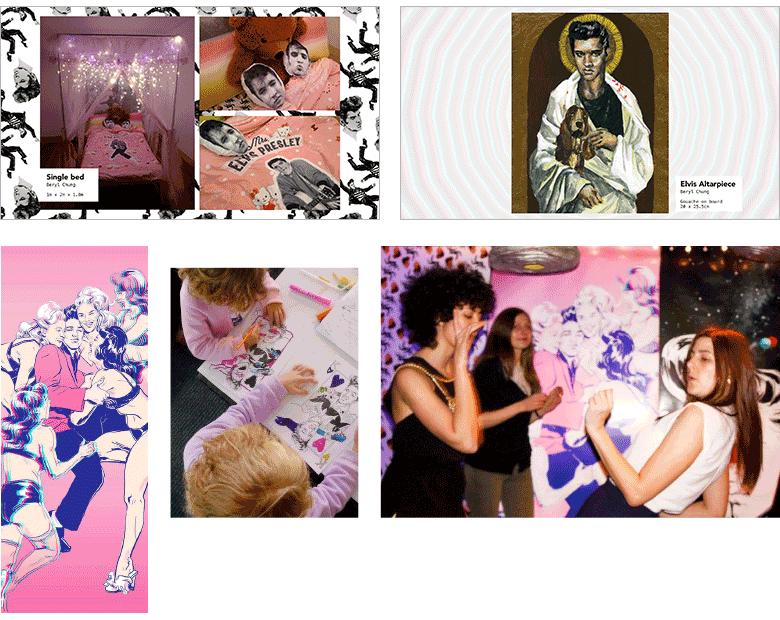 Single bed
Beryl Chung
1m x 2m x 1.8m
Mrs.
ELVIS PRESLEY
Elvis Altarpiece
Beryl Chung
Gouache on board
20 x 25.5cm